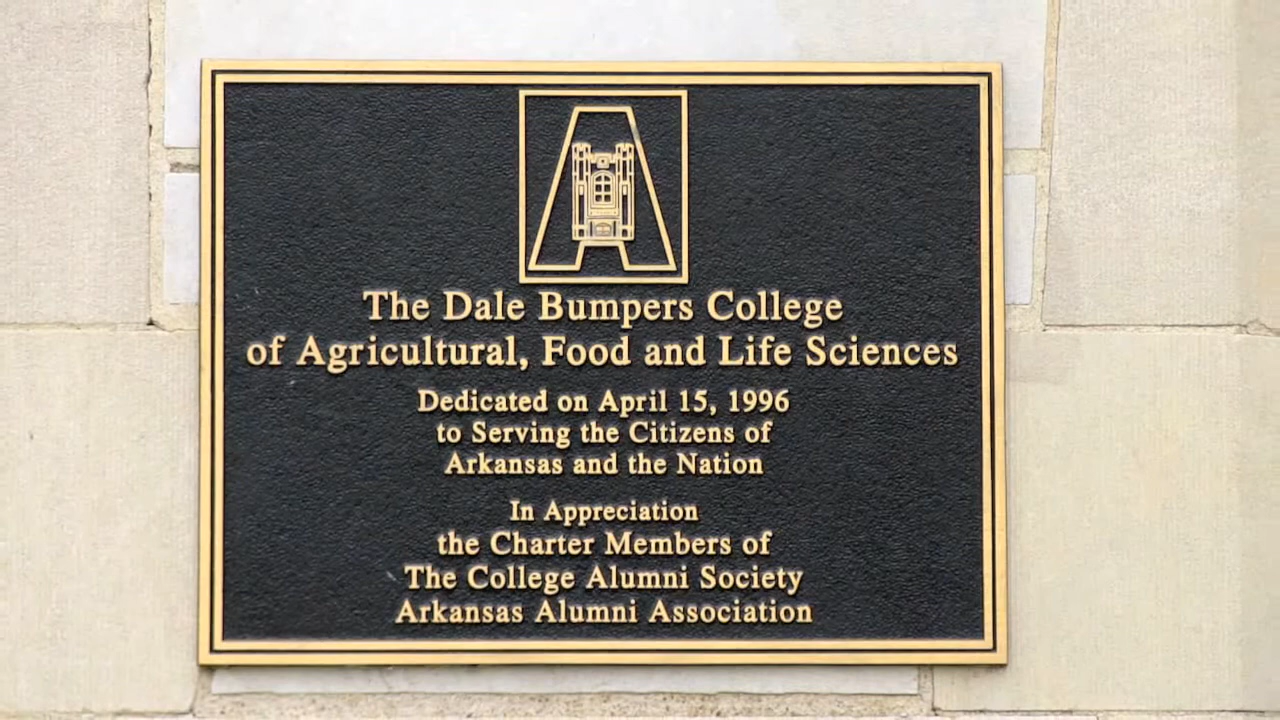 The Dale Bumpers College
of Agricultural, Food and Life Sciences
Dedicated on April 15, 1996
to Serving the Citizens of
Arkansas and the Nation
In Appreciation
the Charter Members of
The College Alumni Society
Arkansas Alumni Association